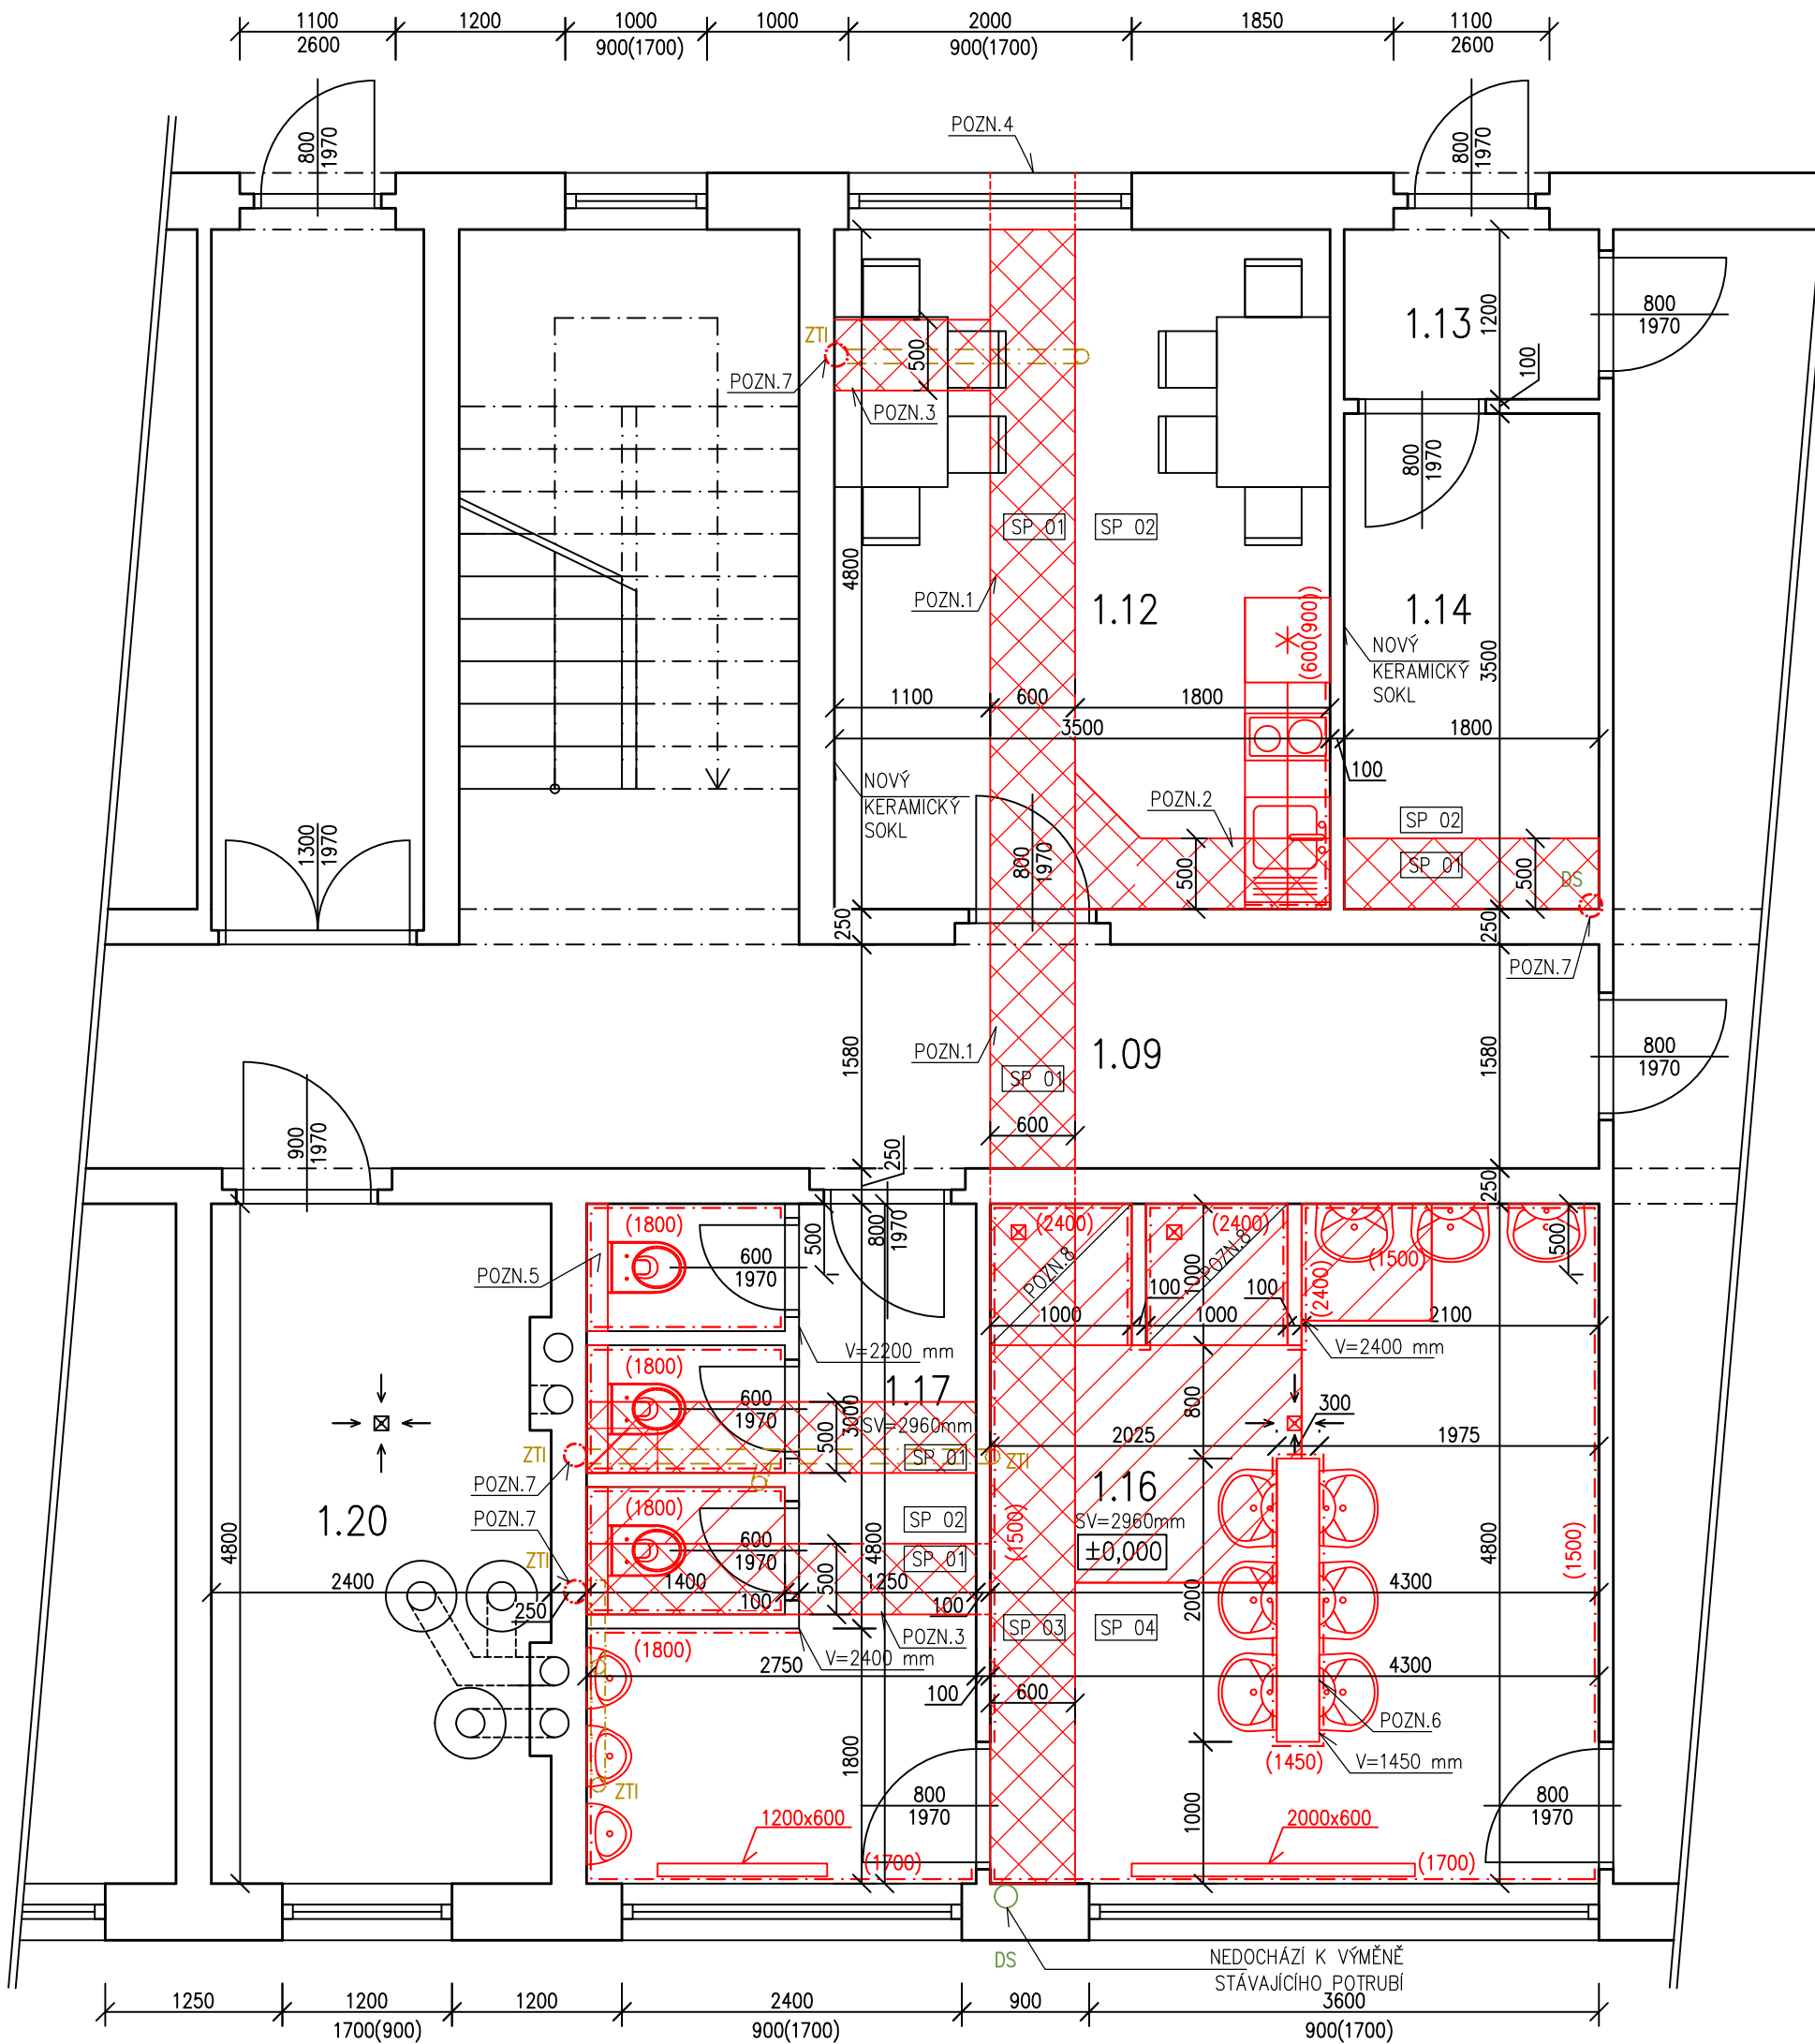 1100
1200
1000
1000
2000
1850
1100
2600
900(1700)
900(1700)
2600
POZN.4
800
1970
800
1970
1.13
1200
800
1970
ZTI
500
100
POZN.7
POZN.3
800
1970
SP 01
SP 02
4800
POZN.1
1.12
(600(900))
1.14
NOVÝ
KERAMICKÝ
SOKL
3500
1100
600
1800
3500
1800
100
NOVÝ
KERAMICKÝ
SOKL
POZN.2
SP 02
1300
1970
800
1970
500
SP 01
500
DS
250
250
POZN.7
1580
POZN.1
1.09
1580
800
1970
SP 01
600
900
1970
250
250
(1800)
500
800
1970
(2400)
(2400)
500
POZN.5
600
1970
POZN.8
1000
POZN.8
(1500)
(2400)
100
100
1000
1000
2100
V=2200 mm
V=2400 mm
(1800)
1.17
600
1970
3000
SV=2960mm
800
300
500
2025
1975
ZTI
SP 01
ZTI
POZN.7
1.16
(1800)
SP 02
SV=2960mm
1.20
POZN.7
(1500)
±0,000
(1500)
4800
600
1970
4800
SP 01
4800
ZTI
2400
1400
500
1250
4300
250
100
100
2000
POZN.3
SP 03
SP 04
(1800)
V=2400 mm
2750
4300
100
600
POZN.6
(1450)
V=1450 mm
1800
ZTI
800
1970
1000
800
1970
1200x600
2000x600
(1700)
(1700)
DS
NEDOCHÁZÍ K VÝMĚNĚ
STÁVAJÍCÍHO POTRUBÍ
1250
1200
1200
2400
900
3600
1700(900)
900(1700)
900(1700)